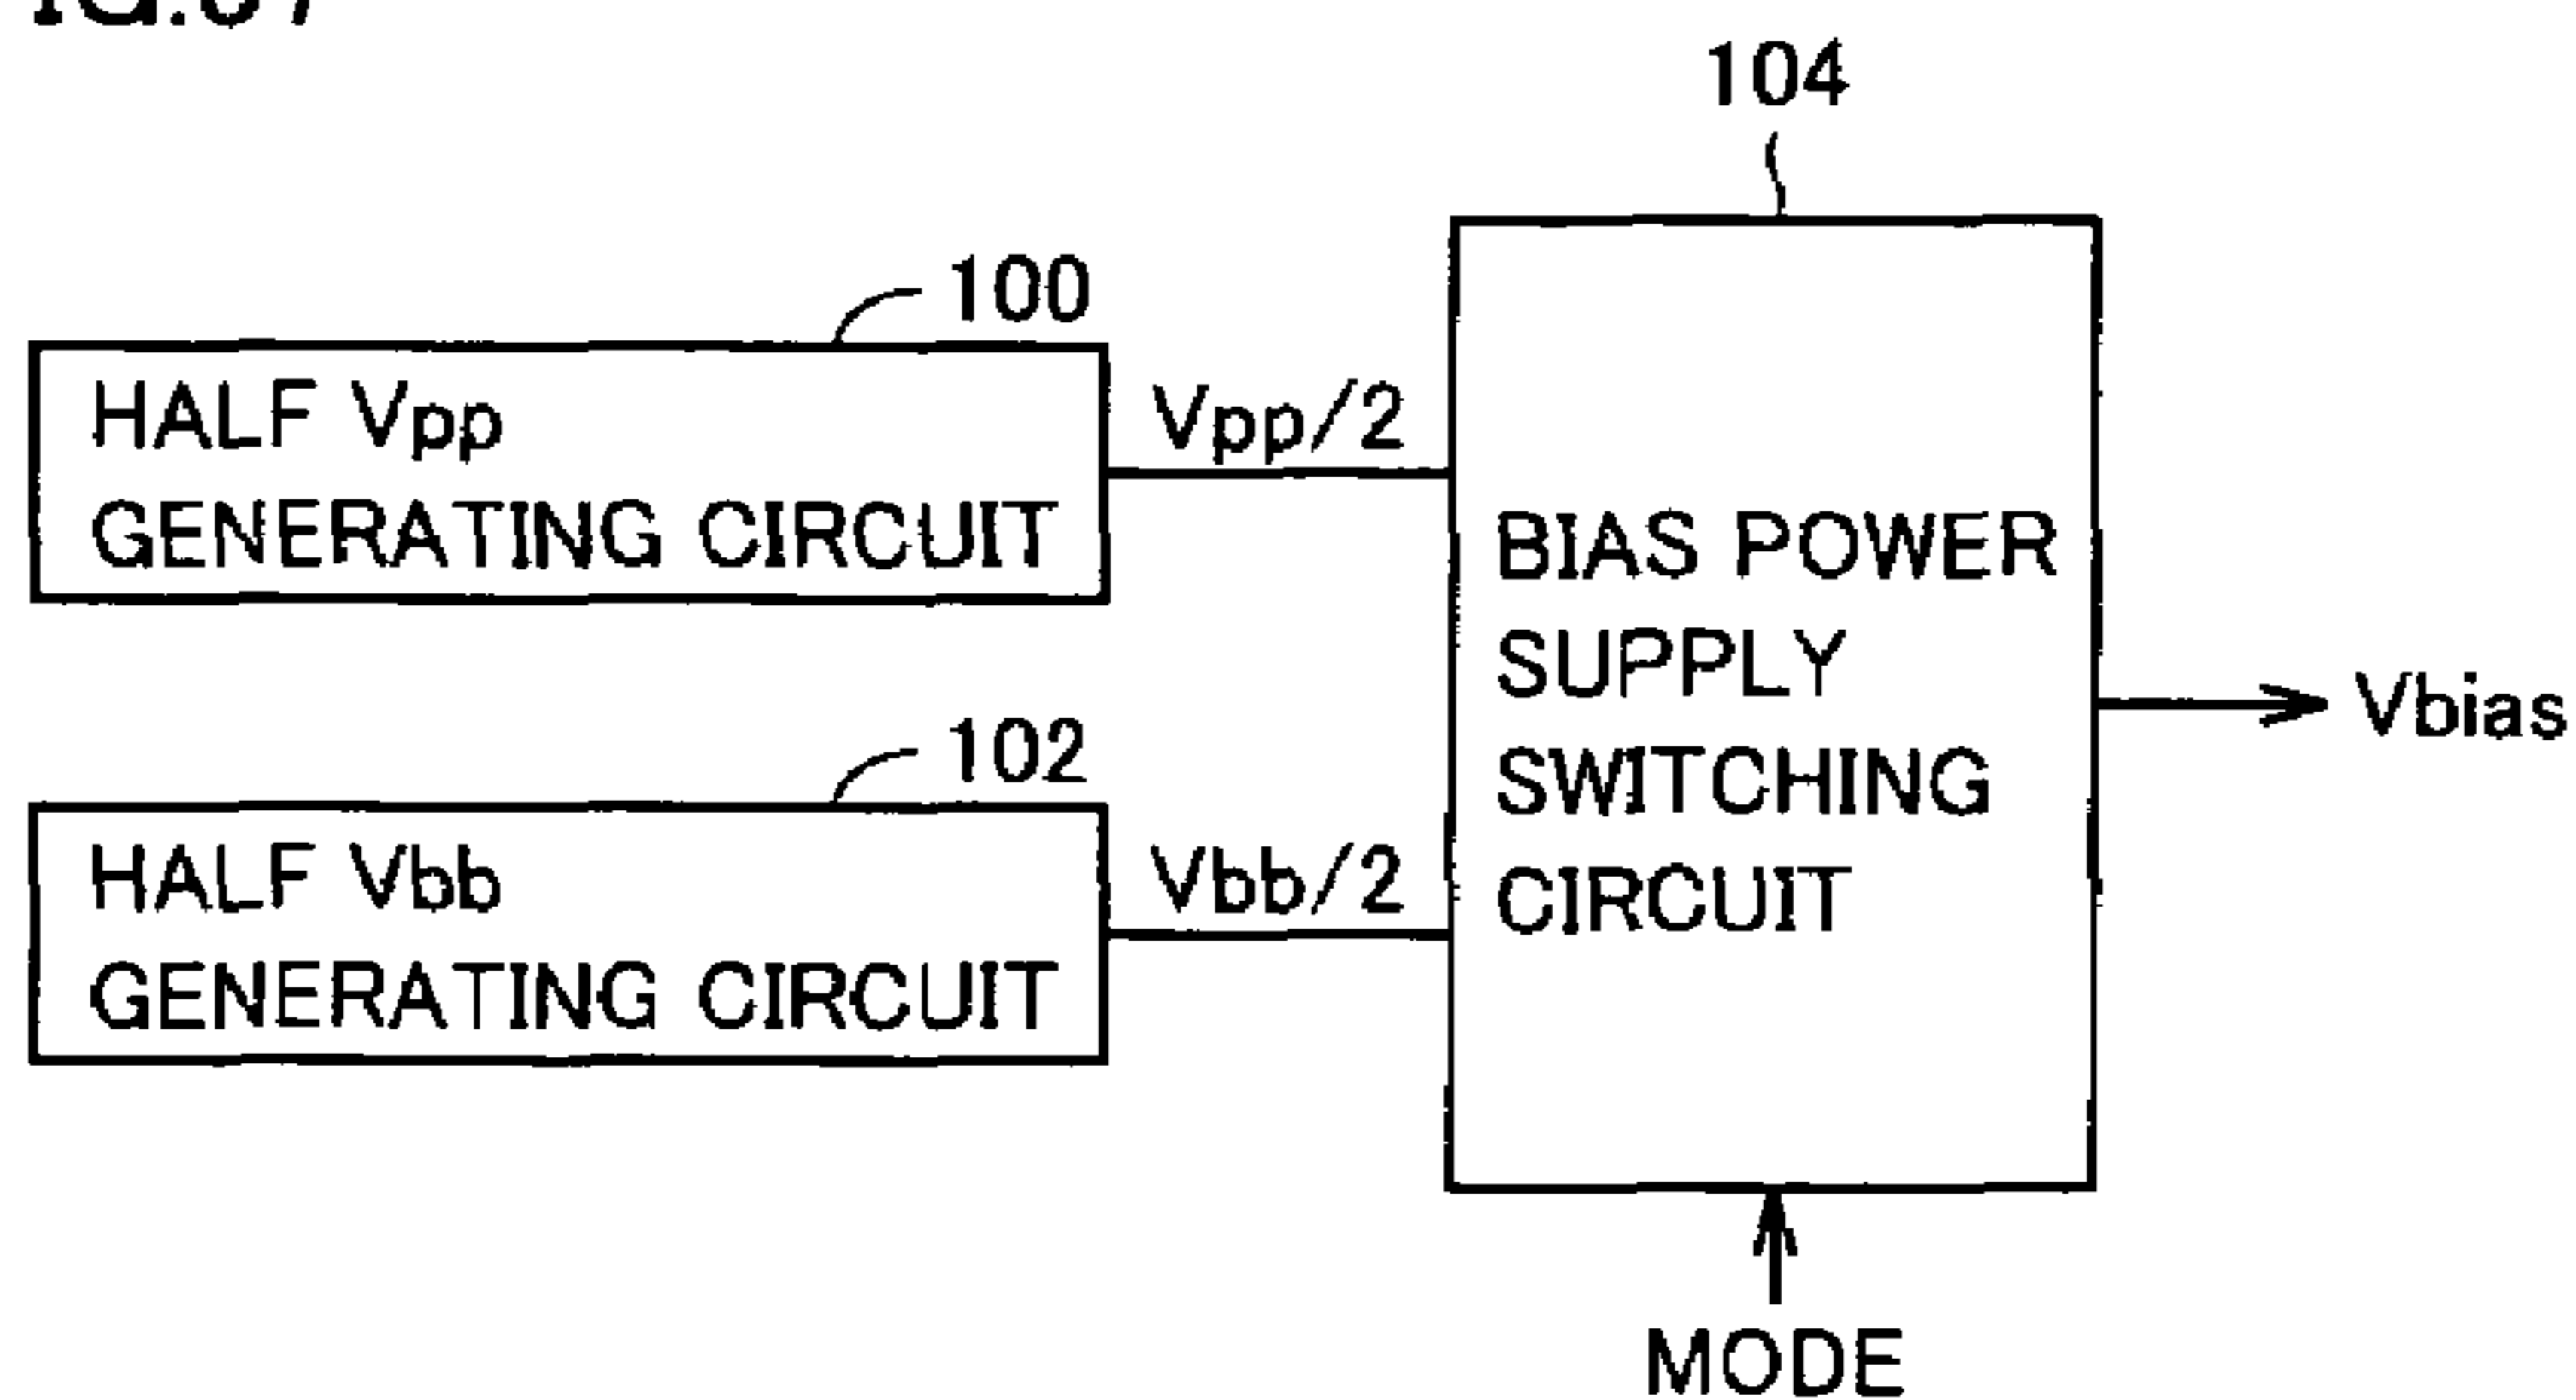 104
100
HALF Vpp
GENERATING CIRCUIT
Vpp/2
BIAS POWER
SUPPLY
SWITCHING
CIRCUIT
Vbias
102
HALF Vbb
GENERATING CIRCUIT
Vbb/2
MODE